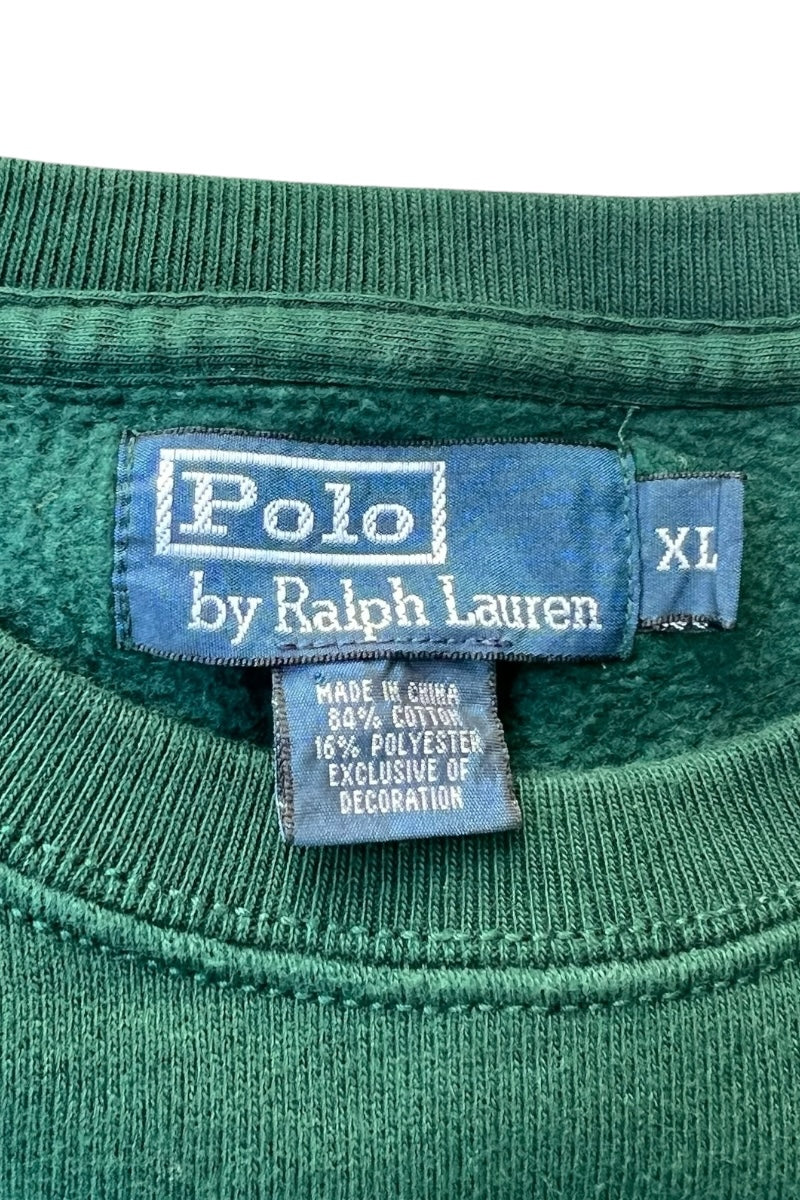 Polo
by Ralph Lauren
XL
MADE IN CHINA
84% COTTON
16% POLYESTER
EXCLUSIVE OF
DECORATION